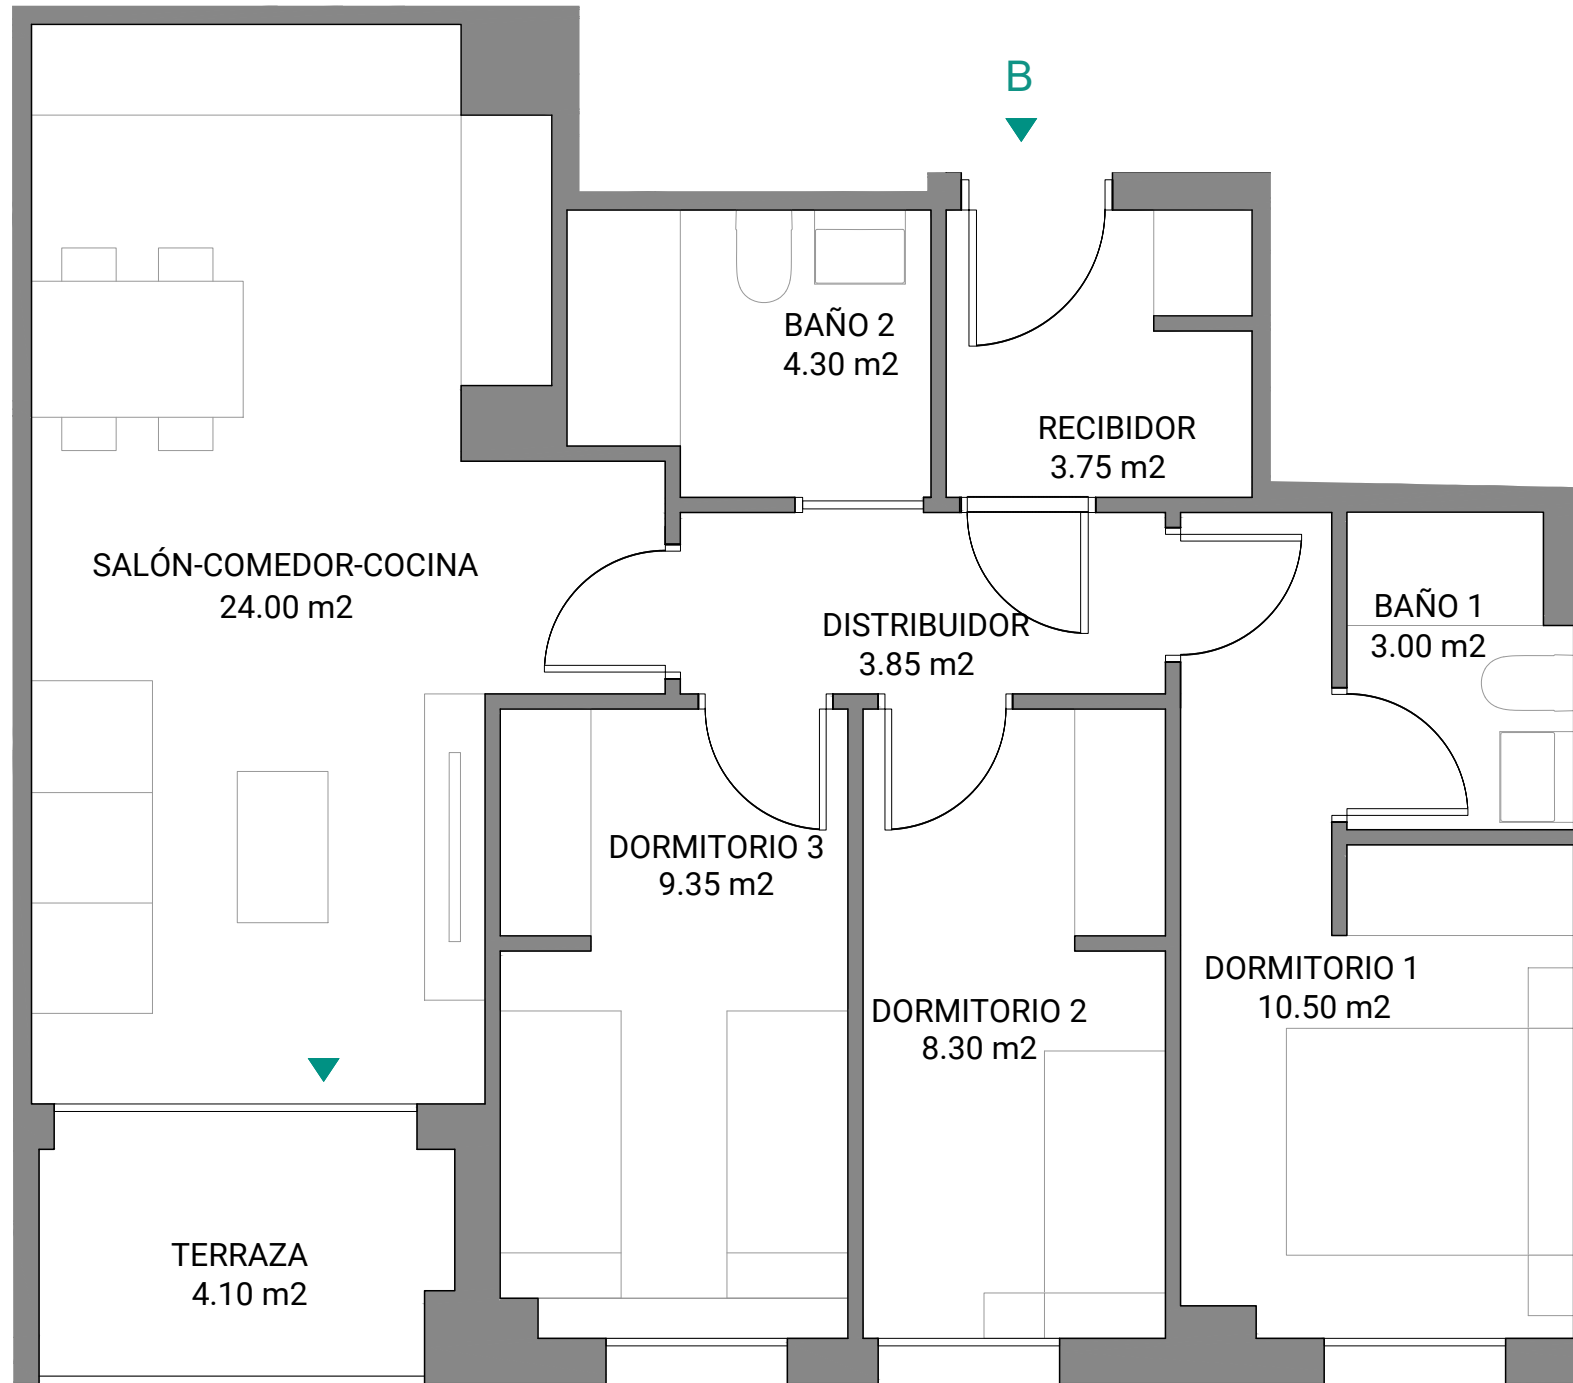 B
BAÑO 2
4.30 m2
RECIBIDOR
3.75 m2
SALÓN-COMEDOR-COCINA
24.00 m2
DISTRIBUIDOR
3.85 m2
BAÑO 1
3.00 m2
DORMITORIO 3
9.35 m2
DORMITORIO 2
8.30 m2
DORMITORIO 1
10.50 m2
TERRAZA
4.10 m2